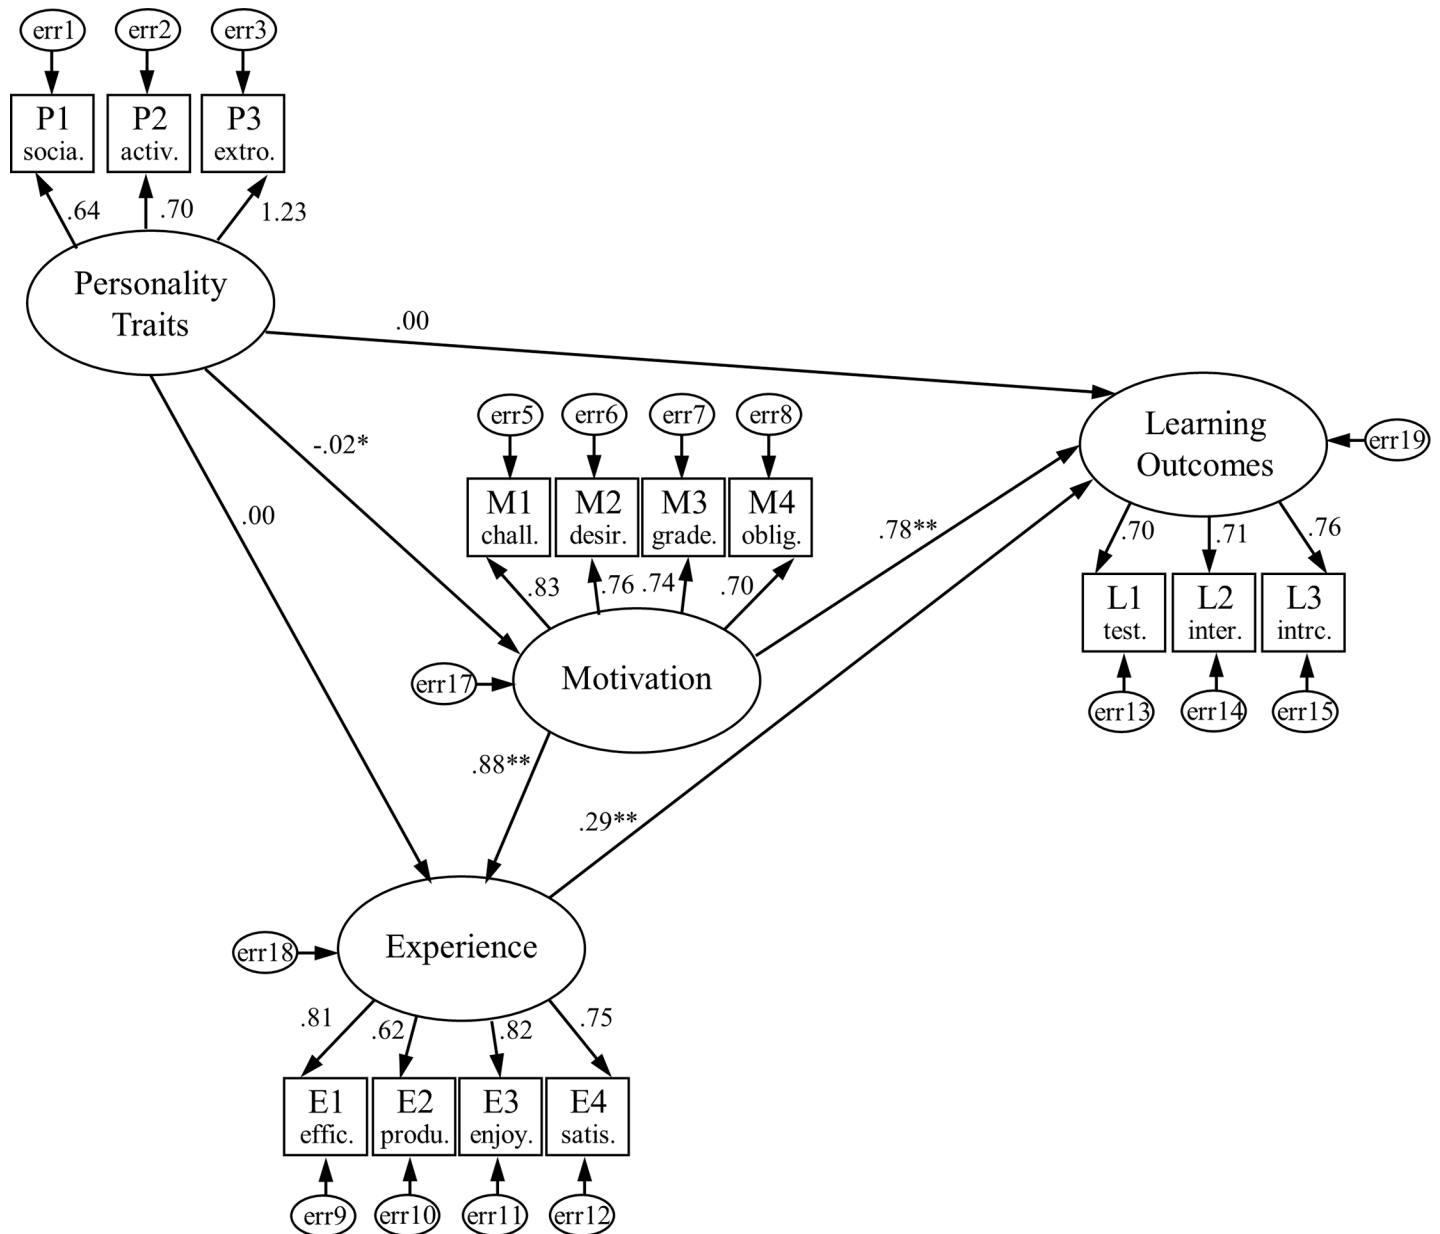 err1
err2
err3
P1
socia.
P2
activ.
P3
extro.
.64
.70
1.23
Personality
Traits
.00
-.02*
.00
err5
err6
err7
err8
M1
chall.
M2
desir.
M3
grade.
M4
oblig.
.83
.76
.74
.70
Motivation
err17
.78**
.88**
.29**
Learning
Outcomes
err19
.70
.71
.76
L1
test.
L2
inter.
L3
intrc.
err13
err14
err15
Experience
err18
.81
.62
.82
.75
E1
effic.
E2
produ.
E3
enjoy.
E4
satis.
err9
err10
err11
err12